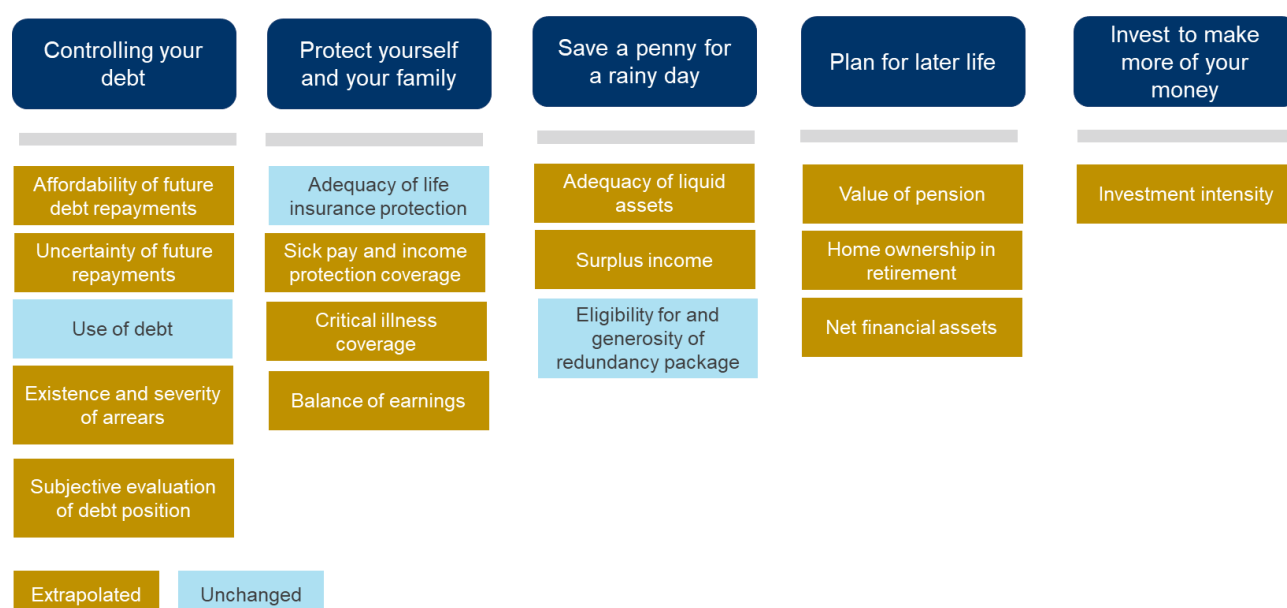 Controlling your
debt
Protect yourself
and your family
Save a penny for
a rainy day
Plan for later life
Invest to make
more of your
money
Affordability of future
debt repayments
Uncertainty of future
repayments
Use of debt
Existence and severity
of arrears
Subjective evaluation
of debt position
Adequacy of life
insurance protection
Sick pay and income
protection coverage
Critical illness
coverage
Balance of earnings
Adequacy of liquid
assets
Surplus income
Eligibility for and
generosity of
redundancy package
Value of pension
Home ownership in
retirement
Net financial assets
Investment intensity
Extrapolated
Unchanged